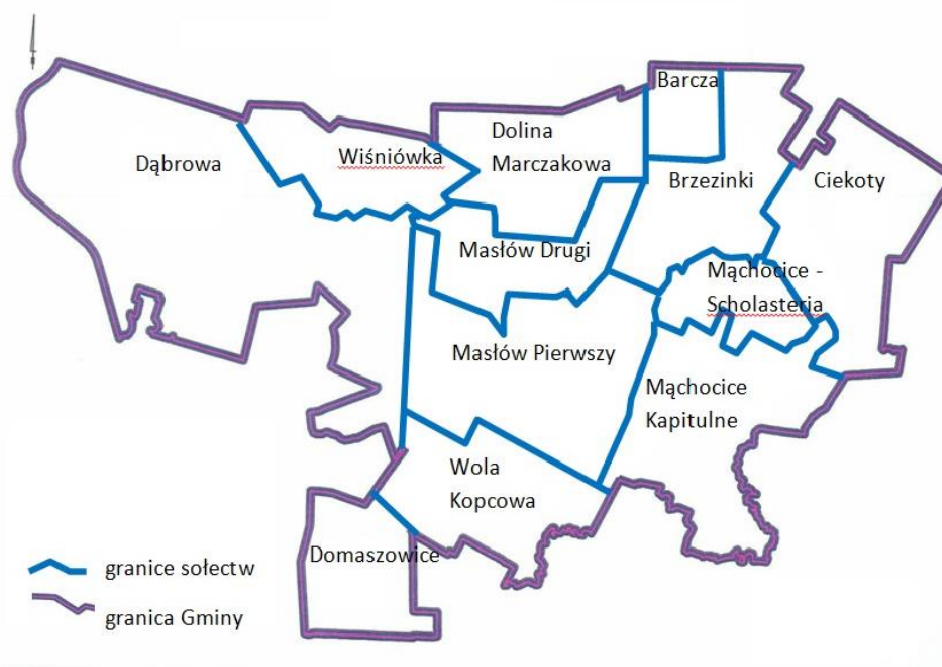 Barcza
Dolina
Marczakowa
Wiśniówka
Dąbrowa
Brzezinki
Ciekoty
Masłów Drugi
Mąchocice -
Scholasteria
Masłów Pierwszy
Mąchocice
Kapitulne
Wola
Kopcowa
Domaszowice
granice sołectw
granica Gminy